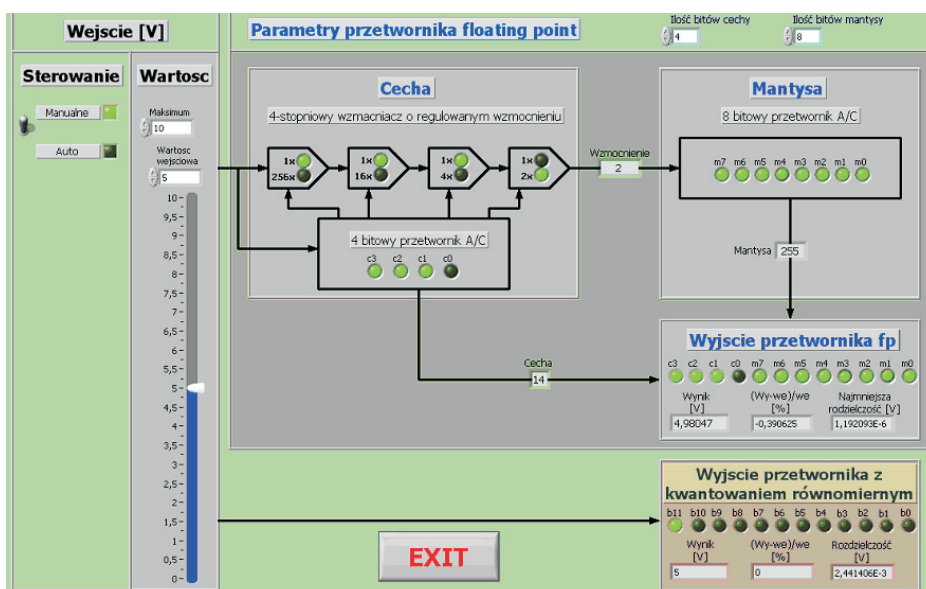 Wejscie [V]
Parametry przetwornika floating point
Ilość bitów cechy
4
Ilość bitów mantysy
8
Sterowanie
Manualne
Auto
Wartosc
Maksimum
10
Wartosc
wejsciowa
5
10
9,5
9
8,5
8
7,5
7
6,5
6
5,5
5
4,5
4
3,5
3
2,5
2
1,5
1
0,5
0
Cecha
4-stopniowy wzmacniacz o regulowanym wzmocnieniu
1x
256x
1x
16x
1x
4x
1x
2x
4 bitowy przetwornik A/C
c3 c2 c1 c0
Wzmocnienie
2
Mantysa
8 bitowy przetwornik A/C
m7 m6 m5 m4 m3 m2 m1 m0
Mantysa 255
Cecha
14
Wyjscie przetwornika fp
c3 c2 c1 c0 m7 m6 m5 m4 m3 m2 m1 m0
Wynik
[V]
4,98047
(Wy-we)/we
[%]
-0,390625
Najmniejsza
rodzielczość [V]
1,192093E-6
Wyjscie przetwornika z
kwantowaniem równomiernym
b11 b10 b9 b8 b7 b6 b5 b4 b3 b2 b1 b0
Wynik
[V]
5
(Wy-we)/we
[%]
0
Rozdzielczość
[V]
2,441406E-3
EXIT